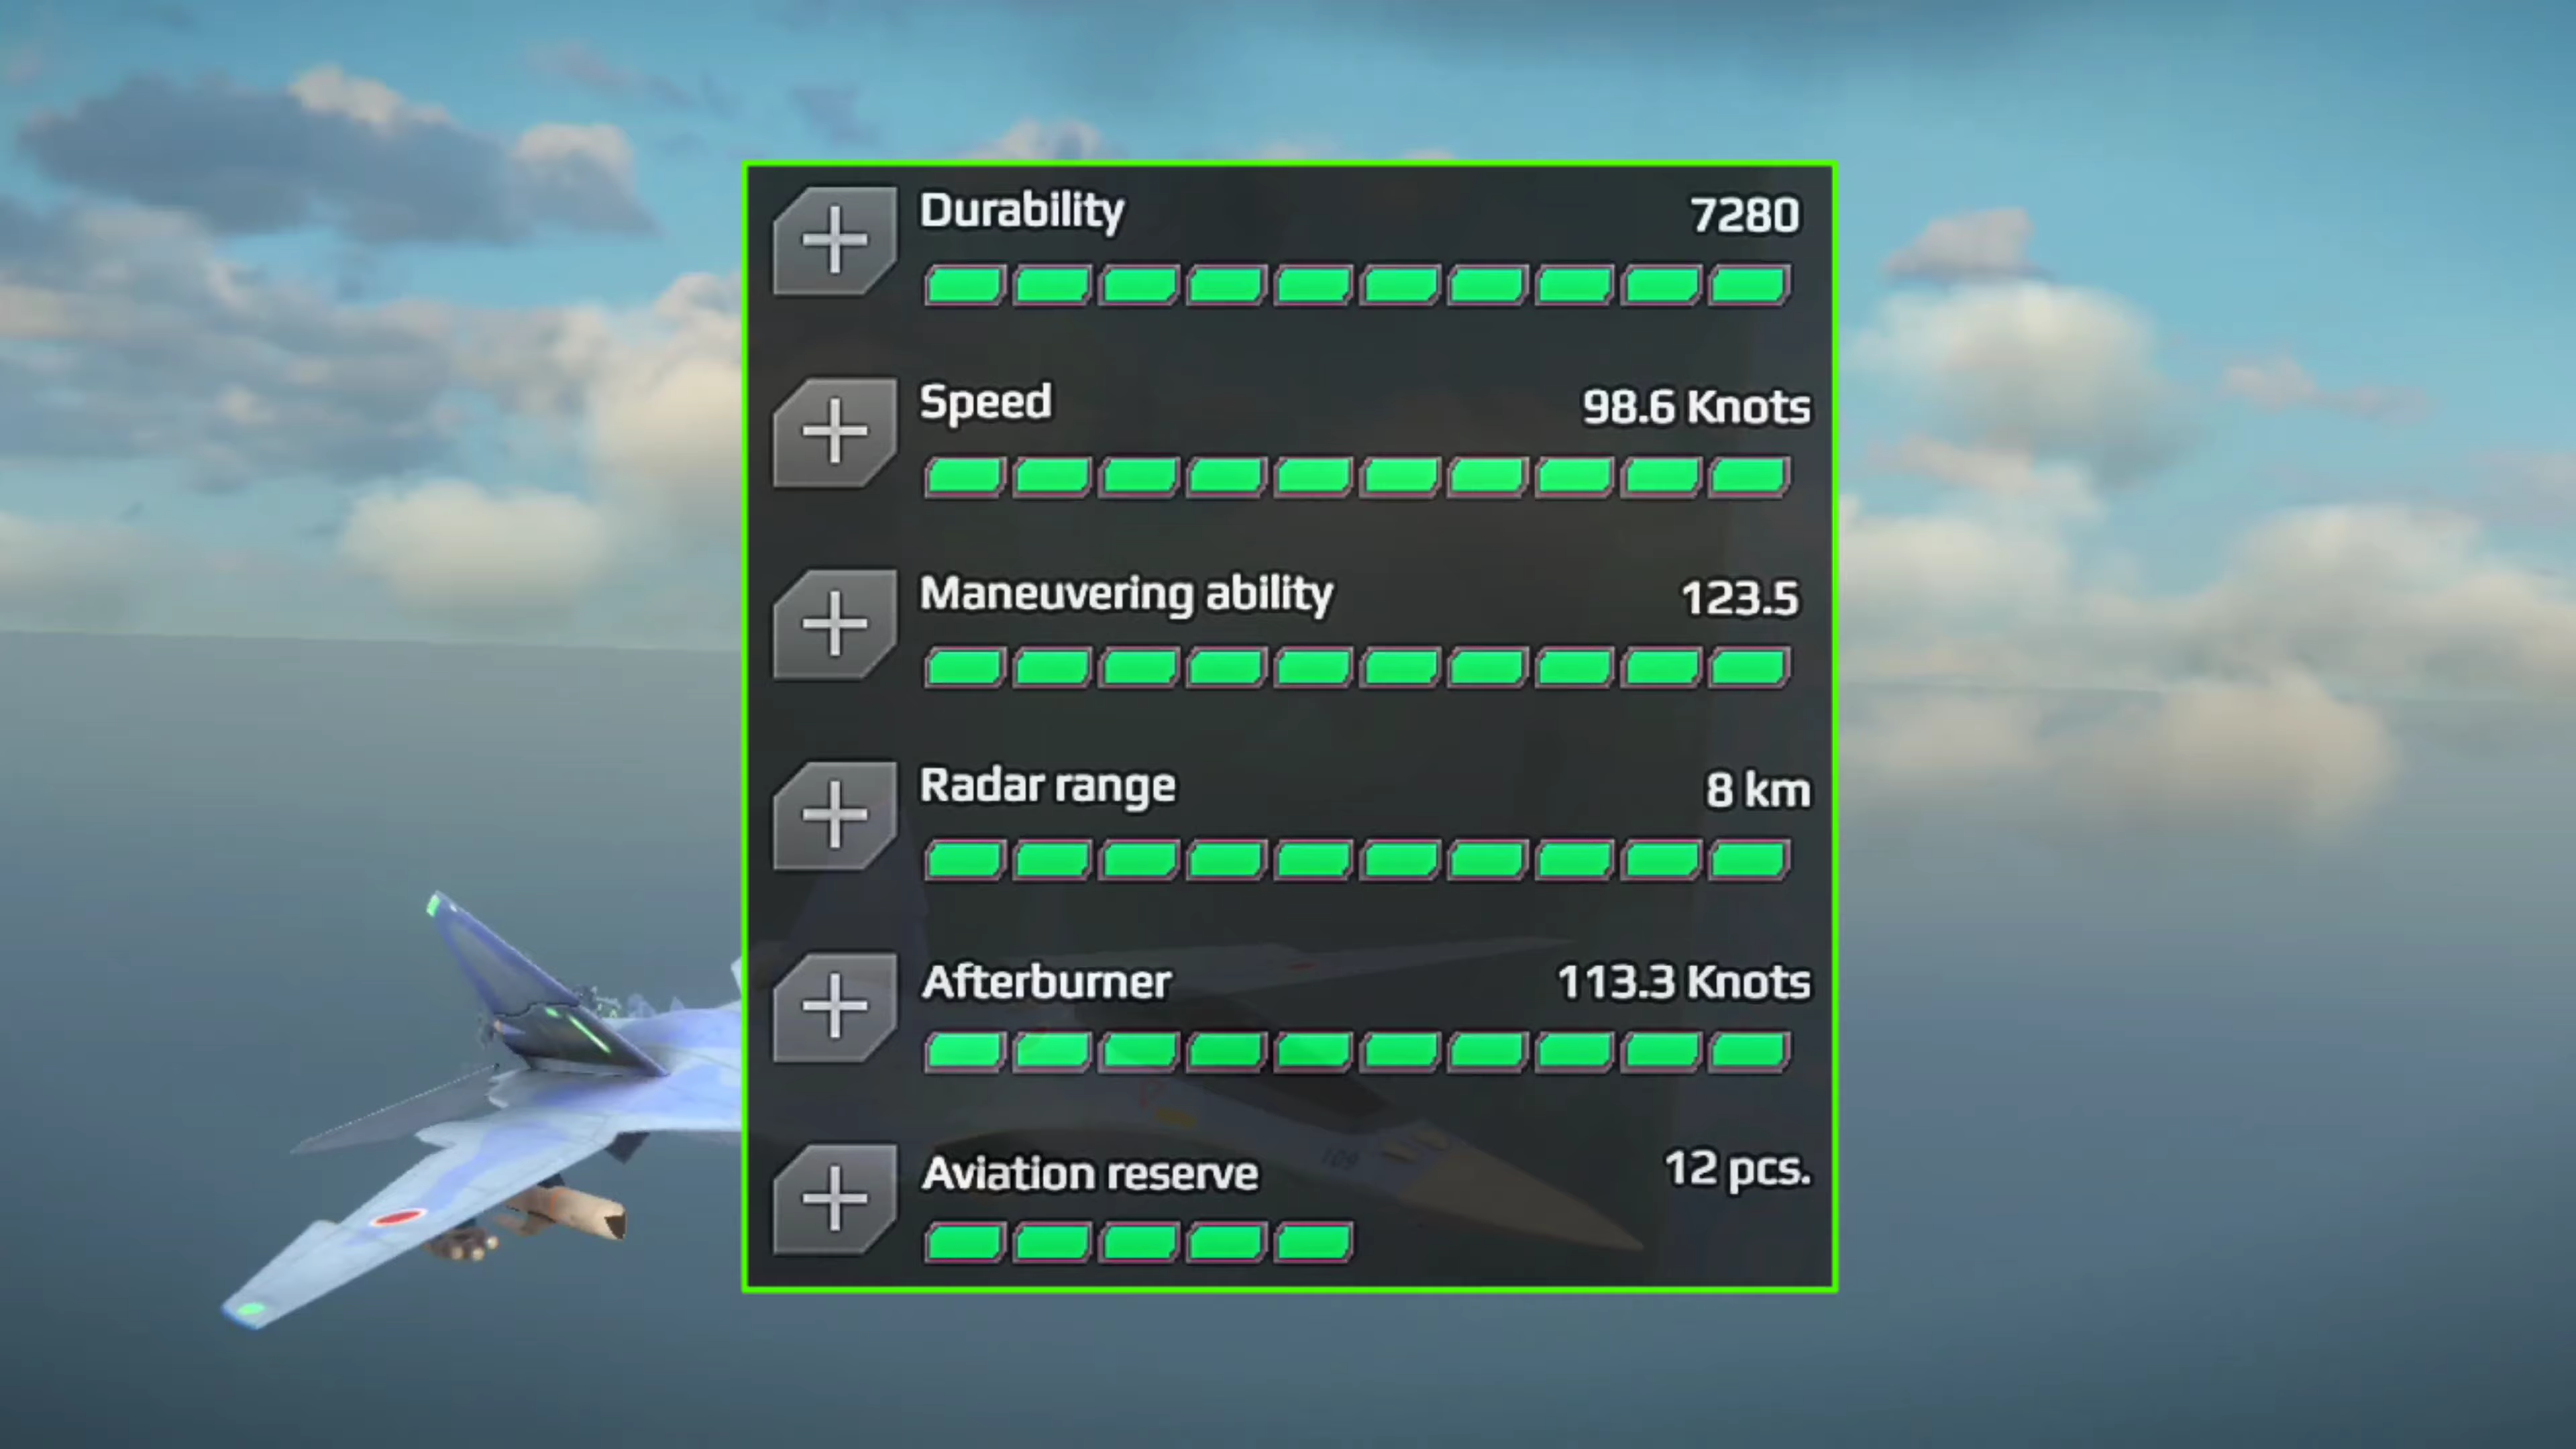 Durability 7280
Speed 98.6 Knots
Maneuvering ability 123.5
Radar range 8 km
Afterburner 113.3 Knots
109
Aviation reserve 12 pcs.